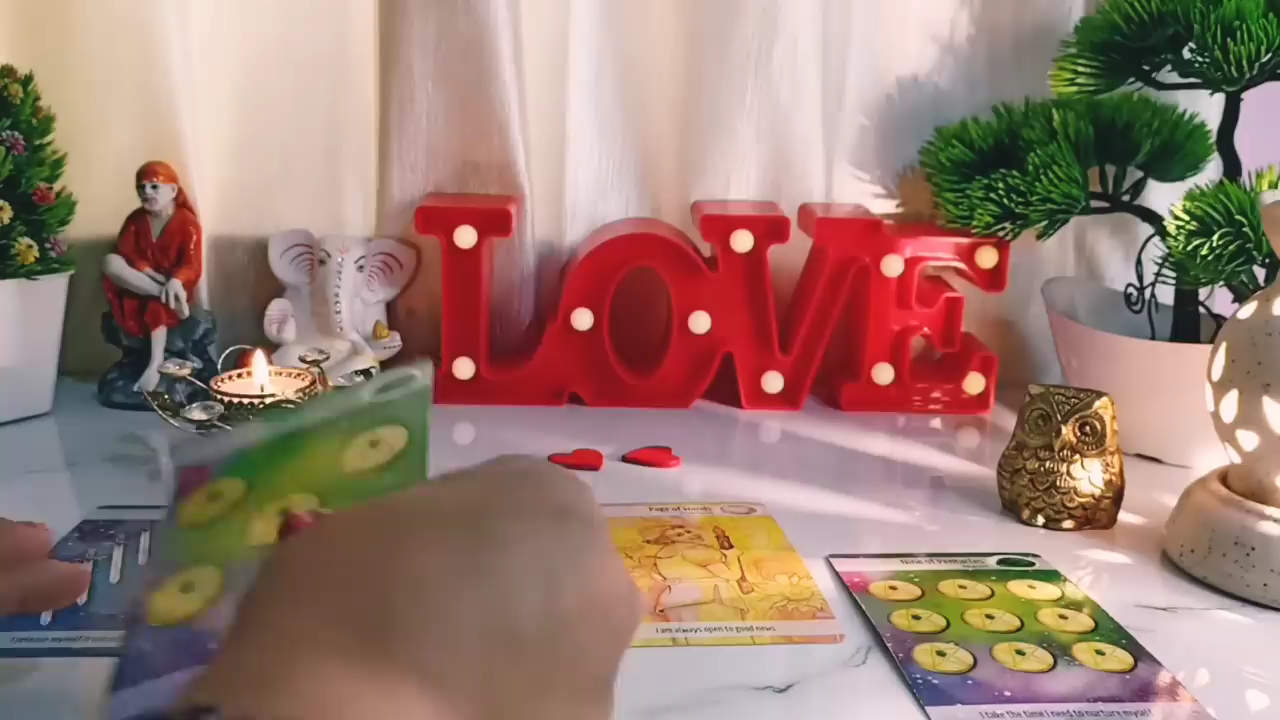 LOVE
Page of Wands
I am always open to good news
Nine of Pentacles
I take the time I need to nurture myself